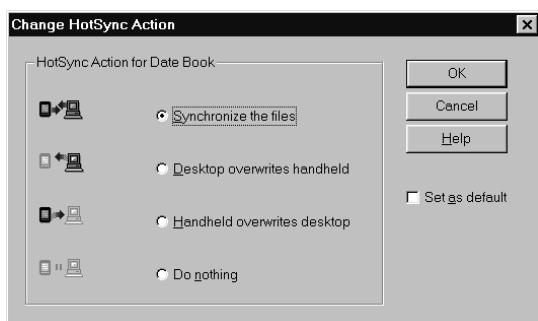 Change HotSync Action
HotSync Action for Date Book
Synchronize the files
Desktop overwrites handheld
Handheld overwrites desktop
Do nothing
OK
Cancel
Help
Set as default